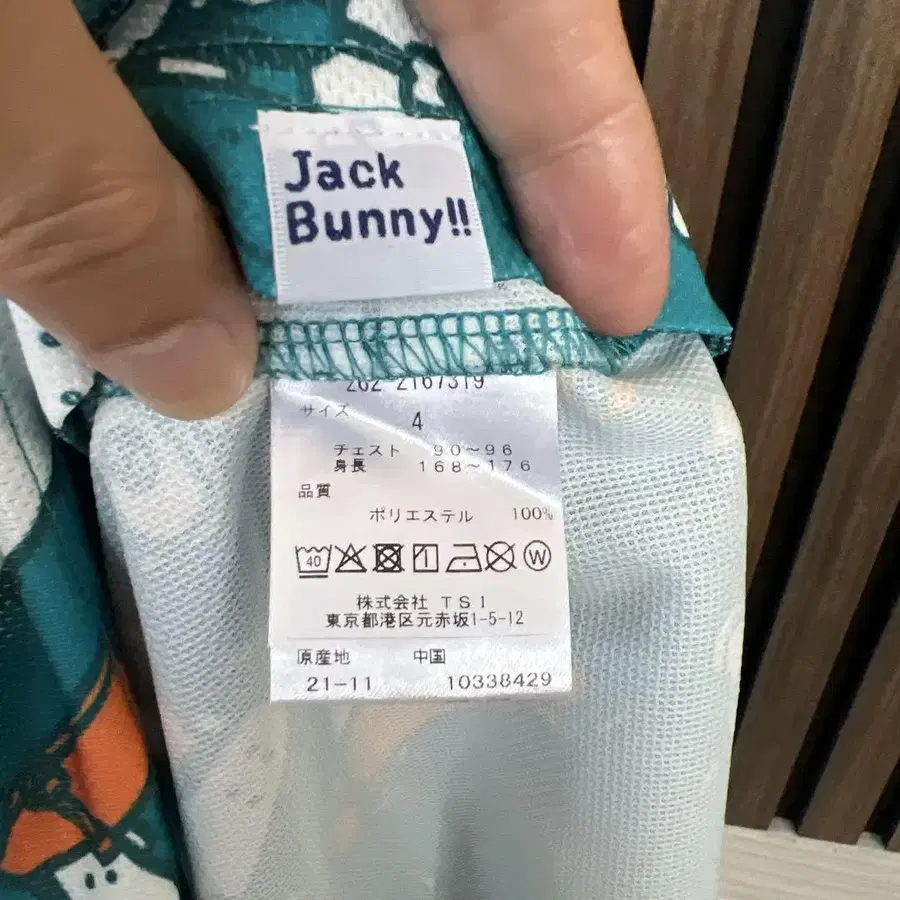 Jack
Bunny!!
262 2167319
サイズ
4
チェスト 90～96
身長 168～176
品質
ポリエステル 100%
40 W
株式会社 TSI
東京都港区元赤坂1-5-12
原産地 中国
21-11 10338429